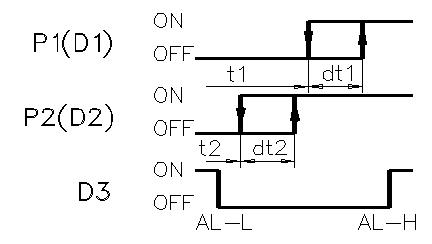 ON
P1(D1)
OFF
t1 dt1
ON
P2(D2)
OFF
t2 dt2
ON
D3
OFF
AL-L AL-H